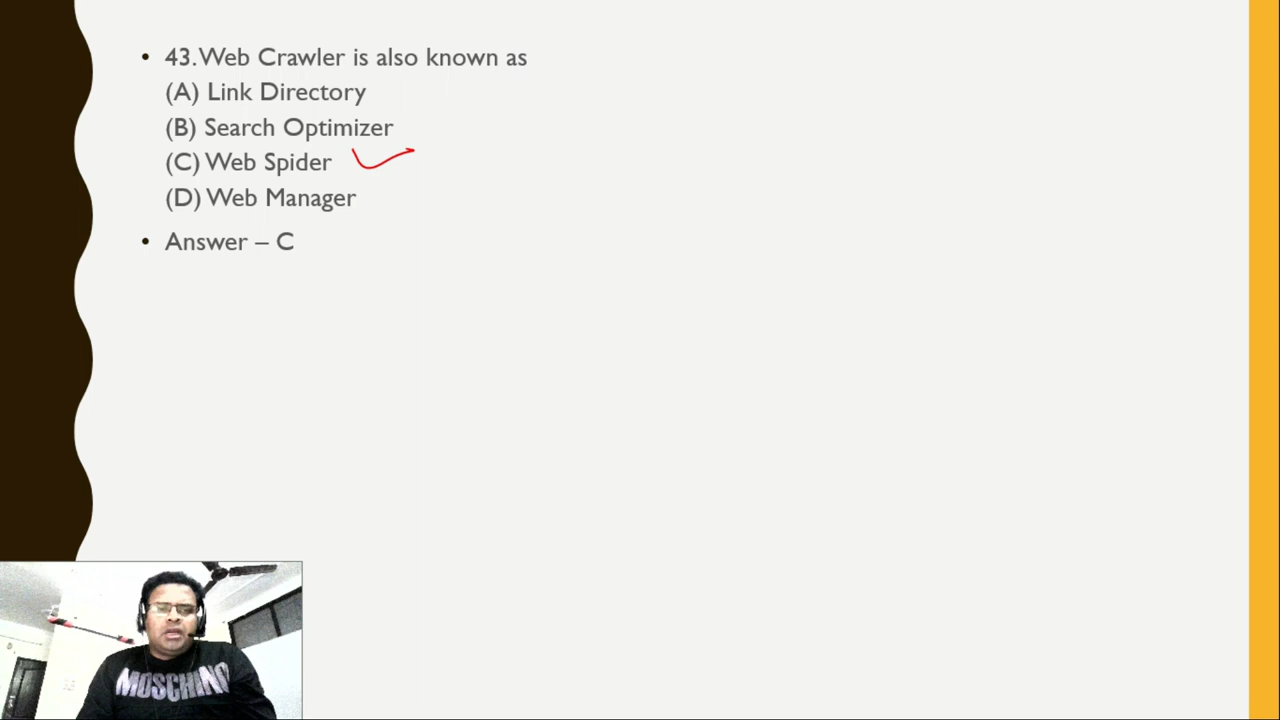 • 43. Web Crawler is also known as
(A) Link Directory
(B) Search Optimizer
(C) Web Spider
(D) Web Manager
• Answer – C
MOSCHINO